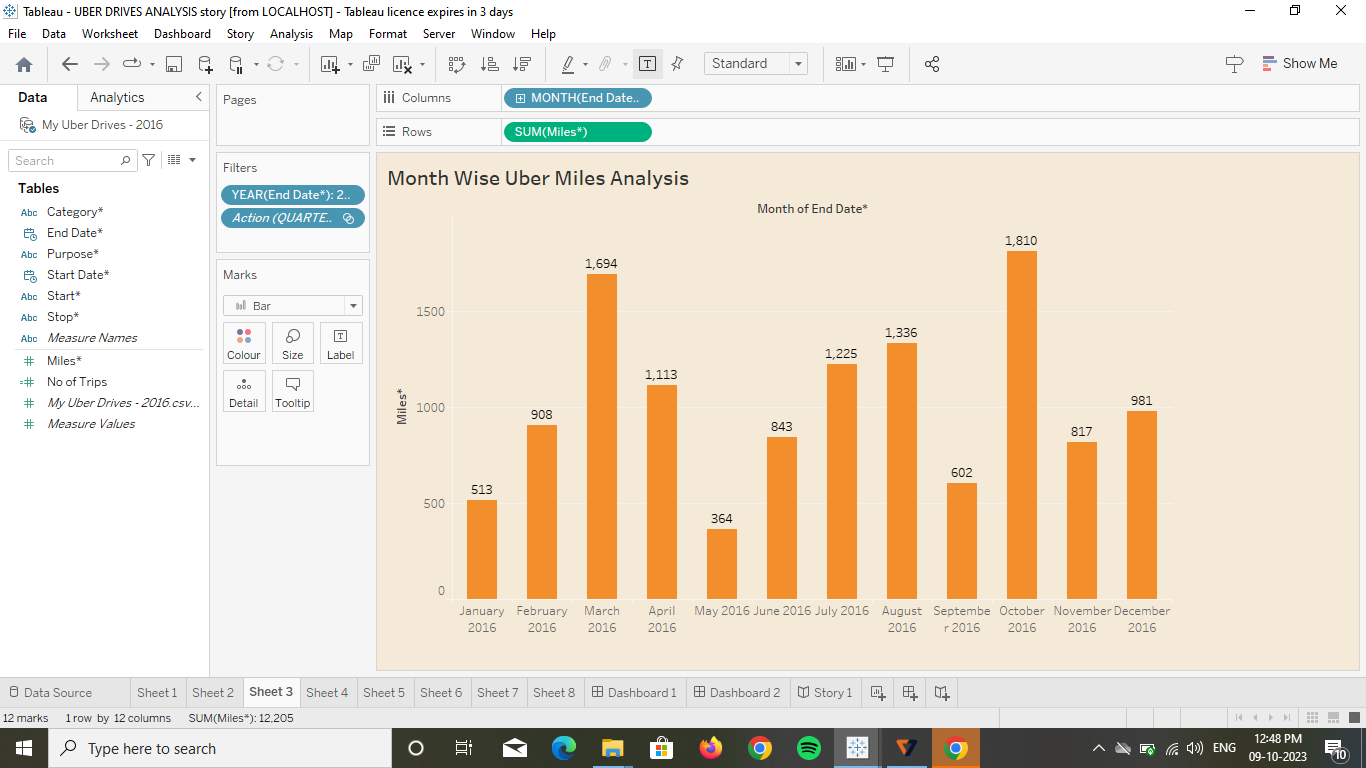 Tableau - UBER DRIVES ANALYSIS story [from LOCALHOST] - Tableau licence expires in 3 days
File Data Worksheet Dashboard Story Analysis Map Format Server Window Help
Standard
Show Me
Data Analytics
My Uber Drives - 2016
Search
Tables
Abc Category*
End Date*
Abc Purpose*
Start Date*
Abc Start*
Abc Stop*
Abc Measure Names
Miles*
No of Trips
My Uber Drives - 2016.csv...
Measure Values
Pages
Filters
YEAR(End Date*): 2..
Action (QUARTE..
Marks
Bar
Colour Size Label
Detail Tooltip
Columns MONTH(End Date..
Rows SUM(Miles*)
Month Wise Uber Miles Analysis
Month of End Date*
Miles*
1500
1000
500
0
513
908
1,694
1,113
364
843
1,225
1,336
602
1,810
817
981
January
2016
February
2016
March
2016
April
2016
May 2016
June 2016
July 2016
August
2016
Septembe
r 2016
October
2016
November
2016
December
2016
Data Source Sheet 1 Sheet 2 Sheet 3 Sheet 4 Sheet 5 Sheet 6 Sheet 7 Sheet 8 Dashboard 1 Dashboard 2 Story 1
12 marks 1 row by 12 columns SUM(Miles*): 12,205
Type here to search
ENG
12:48 PM
09-10-2023
10